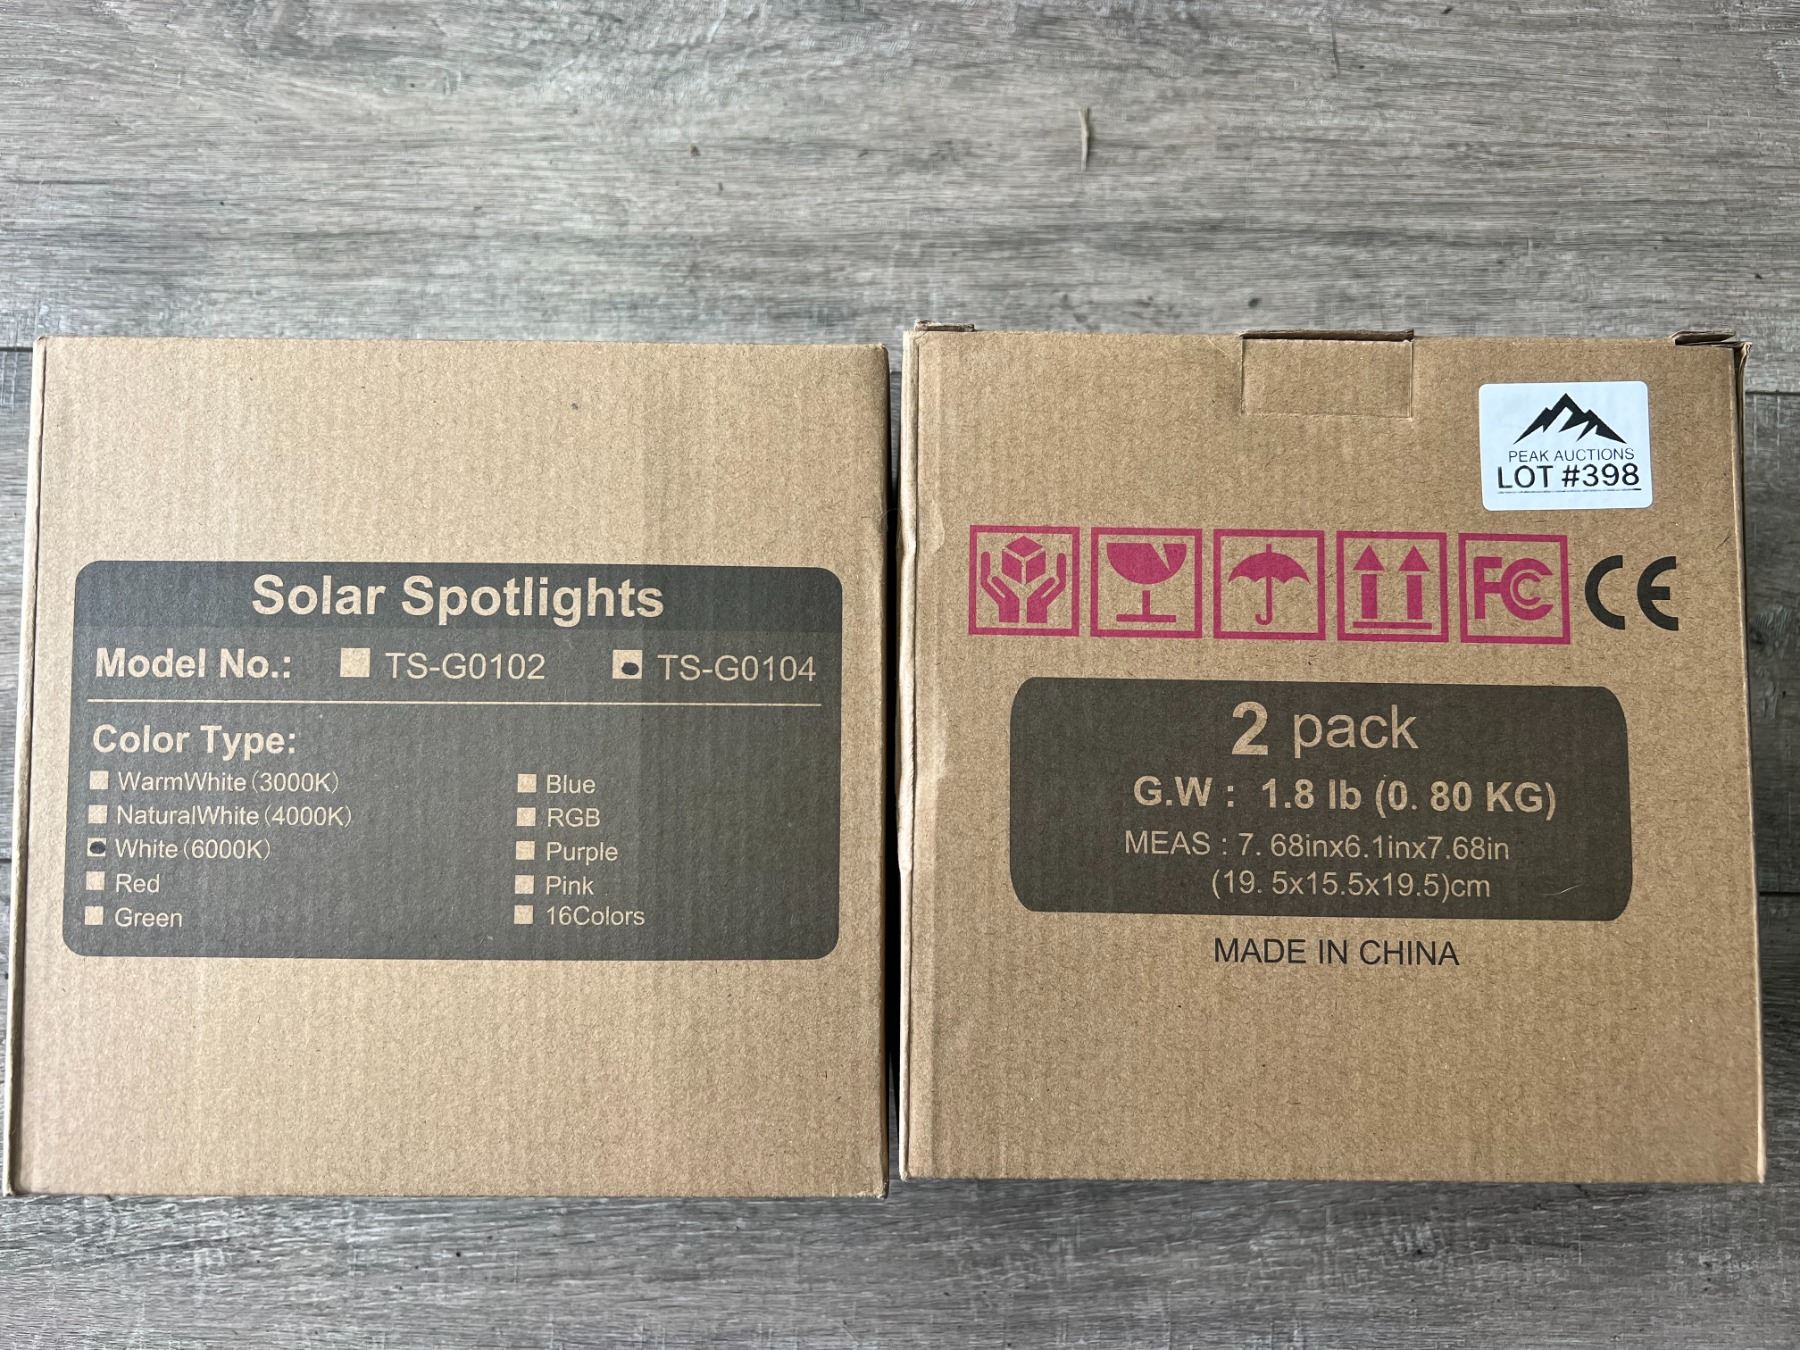 Solar Spotlights
Model No.: TS-G0102 TS-G0104
Color Type:
WarmWhite(3000K)
NaturalWhite(4000K)
White(6000K)
Red
Green
Blue
RGB
Purple
Pink
16Colors
PEAK AUCTIONS
LOT #398
FC CE
2 pack
G.W : 1.8 lb (0. 80 KG)
MEAS : 7. 68inx6.1inx7.68in
(19. 5x15.5x19.5)cm
MADE IN CHINA